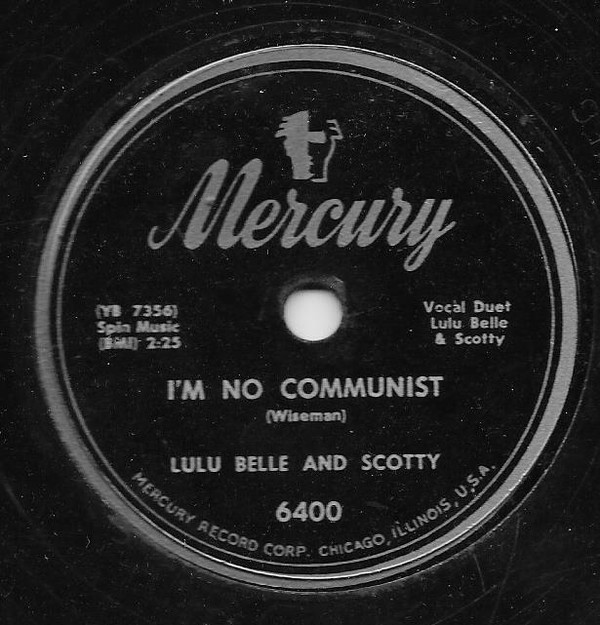 Mercury
(YB 7356)
Spin Music
(BMI) 2:25
Vocal Duet
Lulu Belle
& Scotty
I'M NO COMMUNIST
(Wiseman)
LULU BELLE AND SCOTTY
6400
MERCURY RECORD CORP. CHICAGO, ILLINOIS, U.S.A.